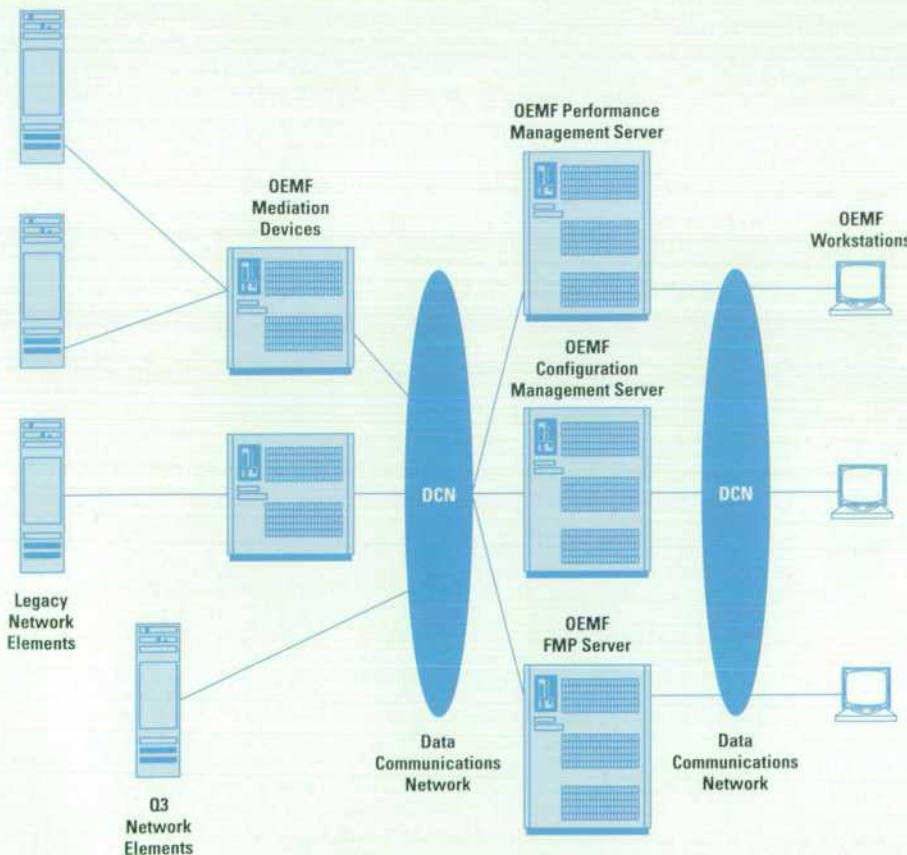 OEMF Performance
Management Server
OEMF
Mediation
Devices
OEMF
Workstations
OEMF
Configuration
Management Server
DCN
DCN
Legacy
Network
Elements
OEMF
FMP Server
Data
Communications
Network
Data
Communications
Network
Q3
Network
Elements